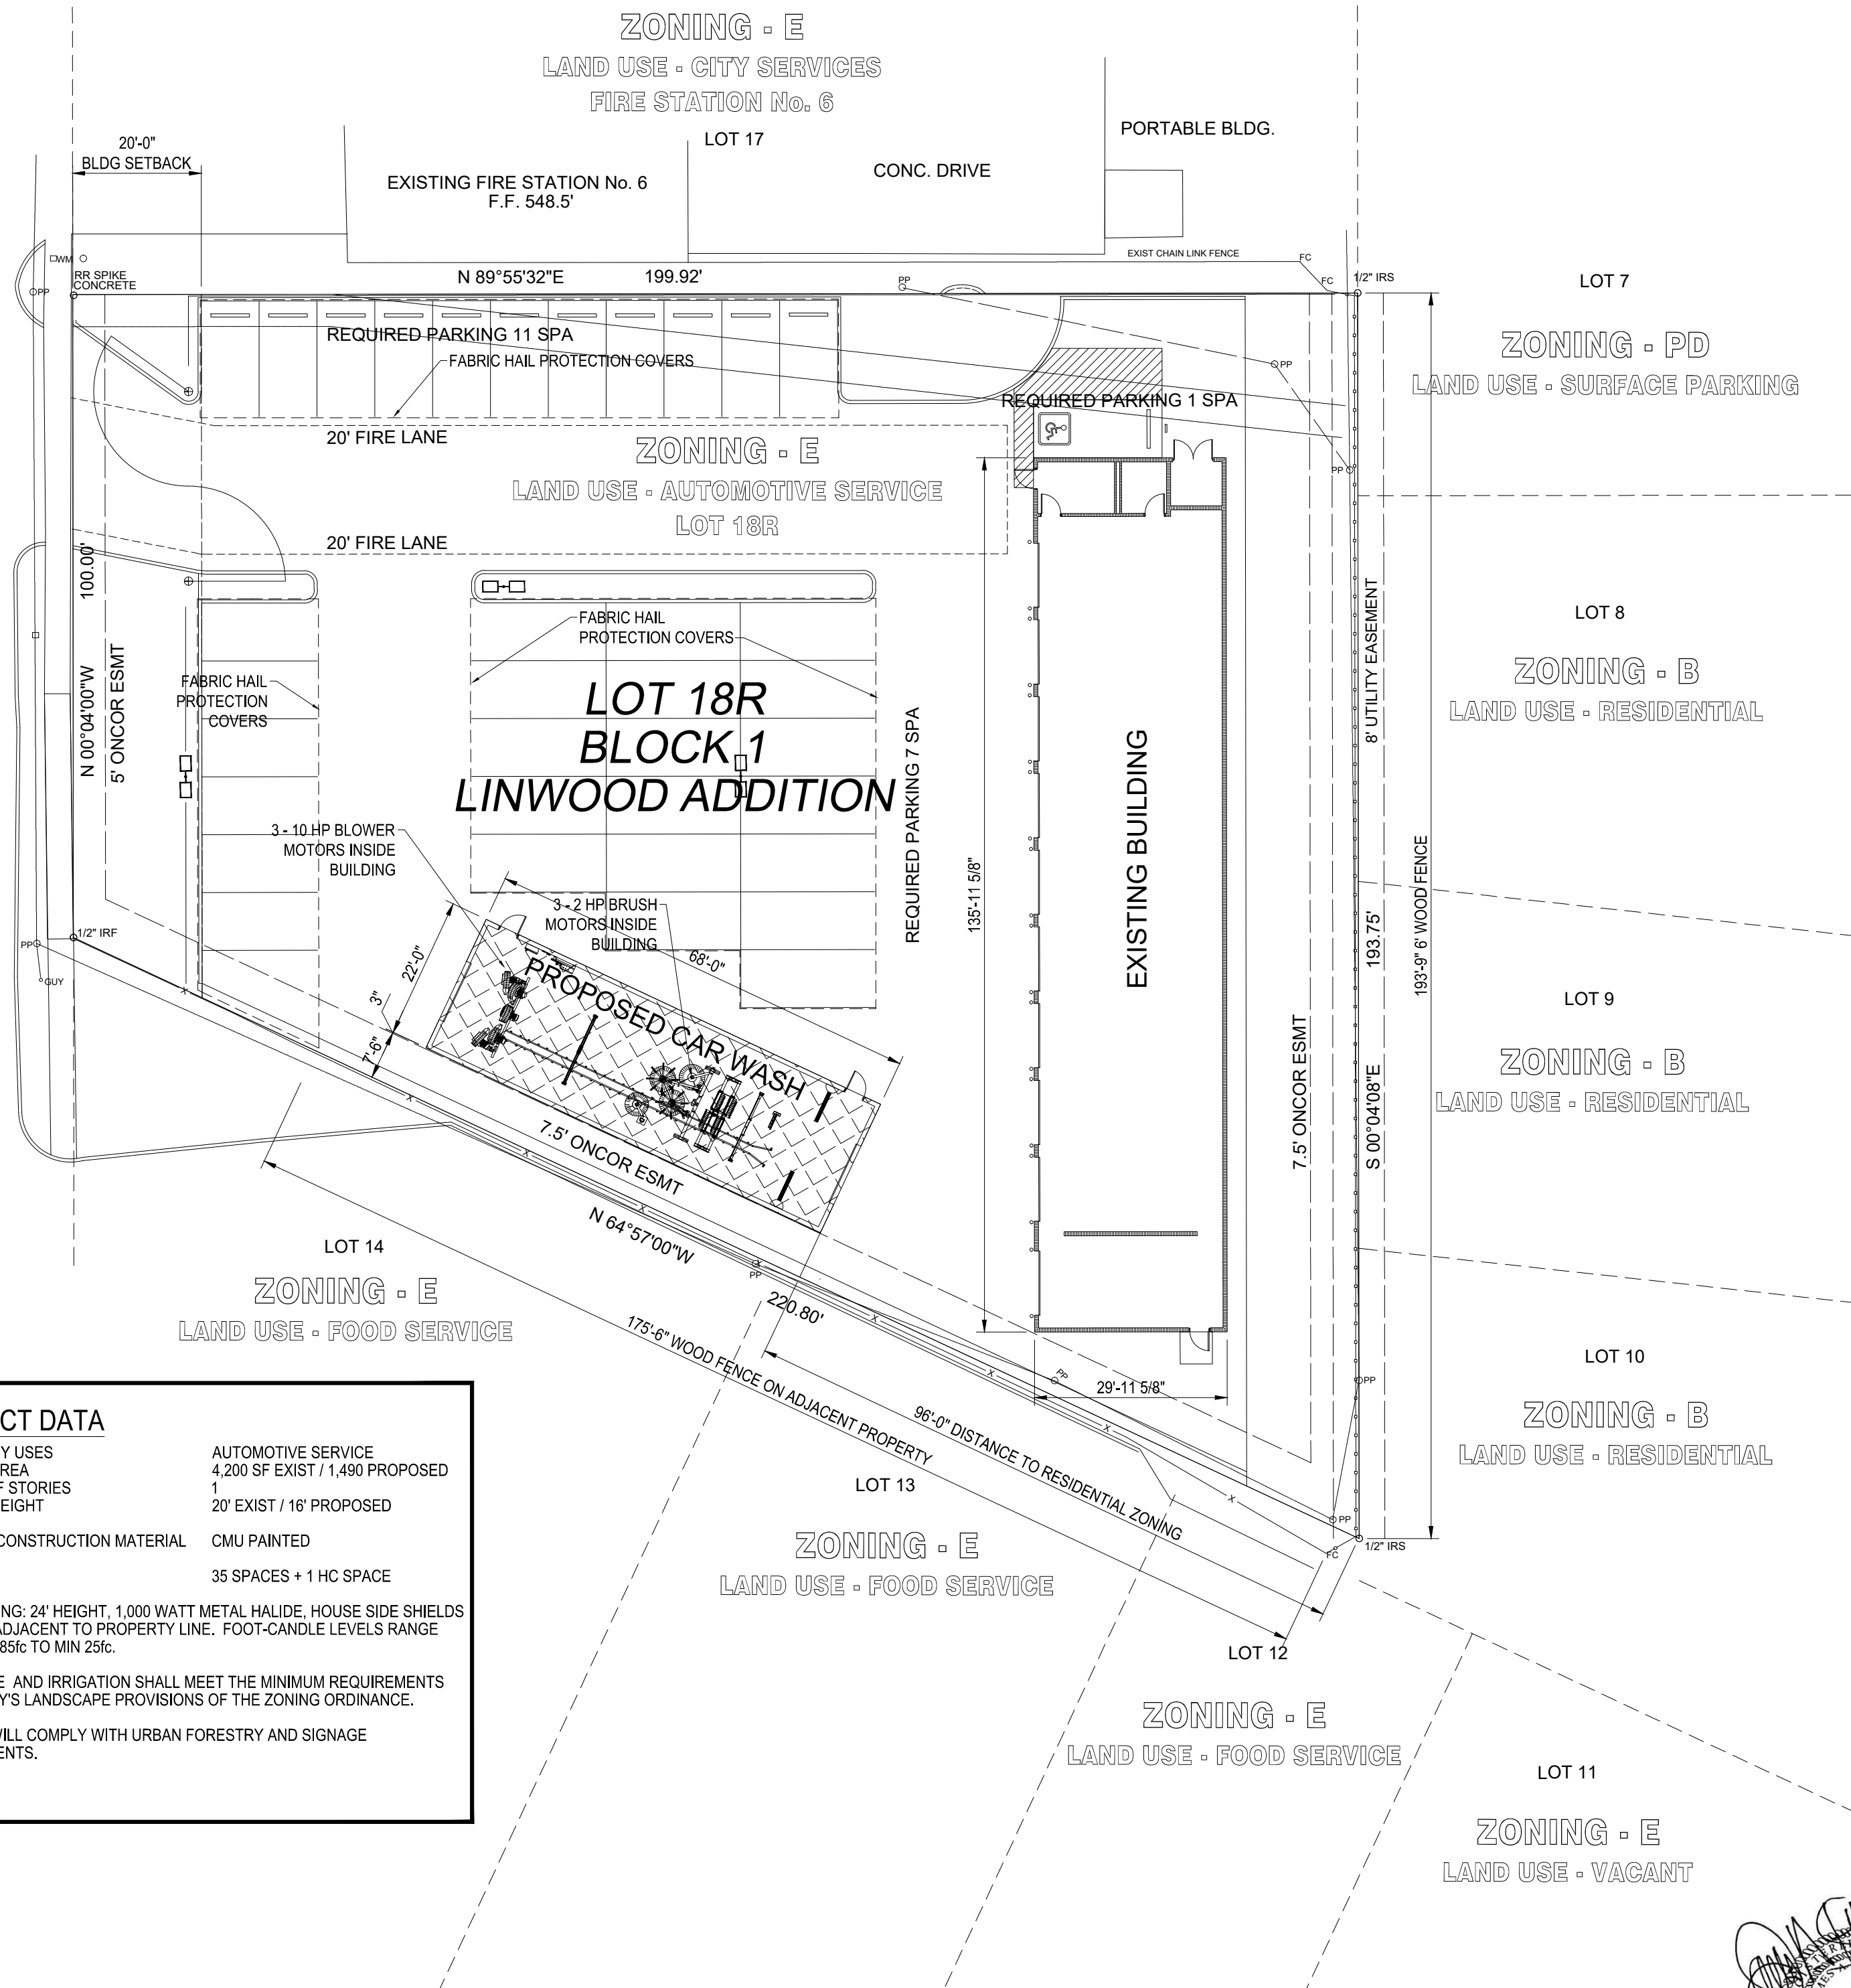 ZONING - E
LAND USE - CITY SERVICES
FIRE STATION No. 6
LOT 17
PORTABLE BLDG.
20'-0"
BLDG SETBACK
EXISTING FIRE STATION No. 6
F.F. 548.5'
CONC. DRIVE
EXIST CHAIN LINK FENCE
FC
FC
1/2" IRS
WM
PP
RR SPIKE
CONCRETE
N 89°55'32"E
199.92'
PP
LOT 7
ZONING - PD
LAND USE - SURFACE PARKING
REQUIRED PARKING 11 SPA
FABRIC HAIL PROTECTION COVERS
PP
REQUIRED PARKING 1 SPA
20' FIRE LANE
ZONING - E
LAND USE - AUTOMOTIVE SERVICE
LOT 18R
PP
20' FIRE LANE
100.00'
N 00°04'00"W
5' ONCOR ESMT
FABRIC HAIL
PROTECTION COVERS
FABRIC HAIL
PROTECTION
COVERS
LOT 18R
BLOCK 1
LINWOOD ADDITION
REQUIRED PARKING 7 SPA
8' UTILITY EASEMENT
LOT 8
ZONING - B
LAND USE - RESIDENTIAL
3 - 10 HP BLOWER
MOTORS INSIDE
BUILDING
3 - 2 HP BRUSH
MOTORS INSIDE
BUILDING
135'-11 5/8"
EXISTING BUILDING
193.75'
193'-9" 6' WOOD FENCE
1/2" IRF
PP
GUY
22'-0"
3"
7'-6"
68'-0"
PROPOSED CAR WASH
7.5' ONCOR ESMT
7.5' ONCOR ESMT
S 00°04'08"E
LOT 9
ZONING - B
LAND USE - RESIDENTIAL
X
X
X
X
N 64°57'00"W
PP
X
220.80'
X
LOT 14
ZONING - E
LAND USE - FOOD SERVICE
175'-6" WOOD FENCE ON ADJACENT PROPERTY
96'-0" DISTANCE TO RESIDENTIAL ZONING
X
PP
29'-11 5/8"
X
X
PP
LOT 10
ZONING - B
LAND USE - RESIDENTIAL
PP
FC
1/2" IRS
CT DATA
Y USES AUTOMOTIVE SERVICE
REA 4,200 SF EXIST / 1,490 PROPOSED
F STORIES 1
EIGHT 20' EXIST / 16' PROPOSED
CONSTRUCTION MATERIAL CMU PAINTED
35 SPACES + 1 HC SPACE
NG: 24' HEIGHT, 1,000 WATT METAL HALIDE, HOUSE SIDE SHIELDS
ADJACENT TO PROPERTY LINE. FOOT-CANDLE LEVELS RANGE
85fc TO MIN 25fc.
E AND IRRIGATION SHALL MEET THE MINIMUM REQUIREMENTS
Y'S LANDSCAPE PROVISIONS OF THE ZONING ORDINANCE.
WILL COMPLY WITH URBAN FORESTRY AND SIGNAGE
ENTS.
LOT 13
ZONING - E
LAND USE - FOOD SERVICE
LOT 12
ZONING - E
LAND USE - FOOD SERVICE
LOT 11
ZONING - E
LAND USE - VACANT